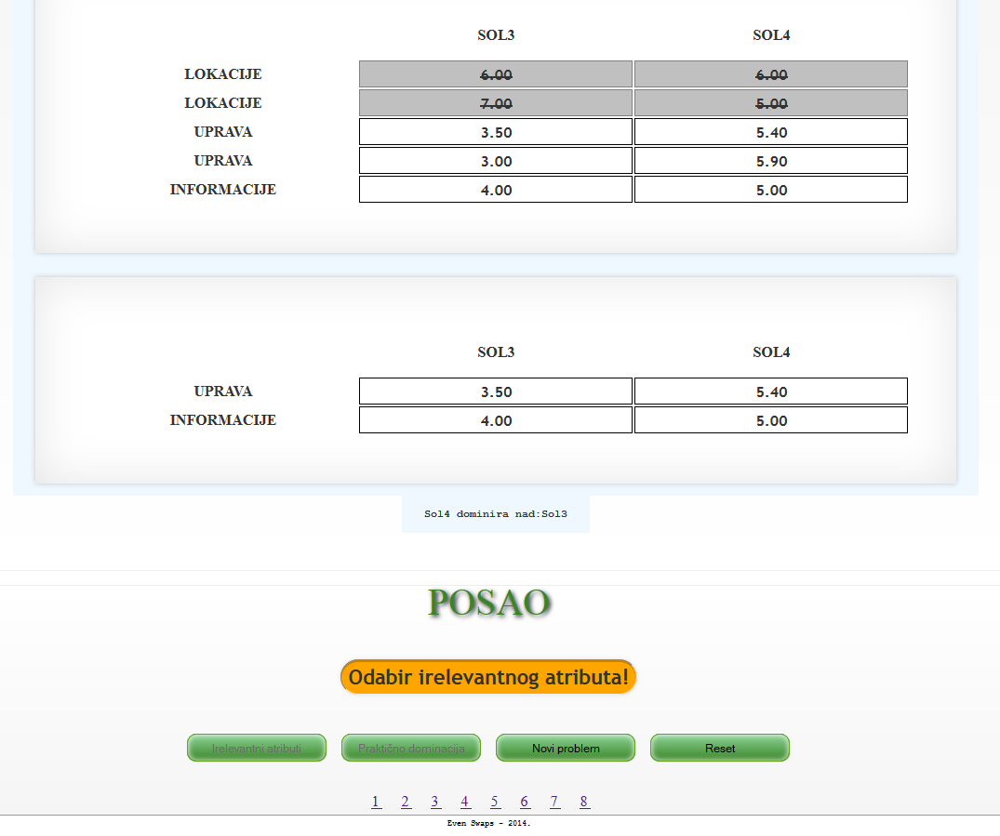 SOL3 SOL4
LOKACIJE 6.00 6.00
LOKACIJE 7.00 5.00
UPRAVA 3.50 5.40
UPRAVA 3.00 5.90
INFORMACIJE 4.00 5.00
SOL3 SOL4
UPRAVA 3.50 5.40
INFORMACIJE 4.00 5.00
Sol4 dominira nad:Sol3
POSAO
Odabir irelevantnog atributa!
Irelevantni atributi Praktično dominacija Novi problem Reset
1 2 3 4 5 6 7 8
Even Swaps - 2014.